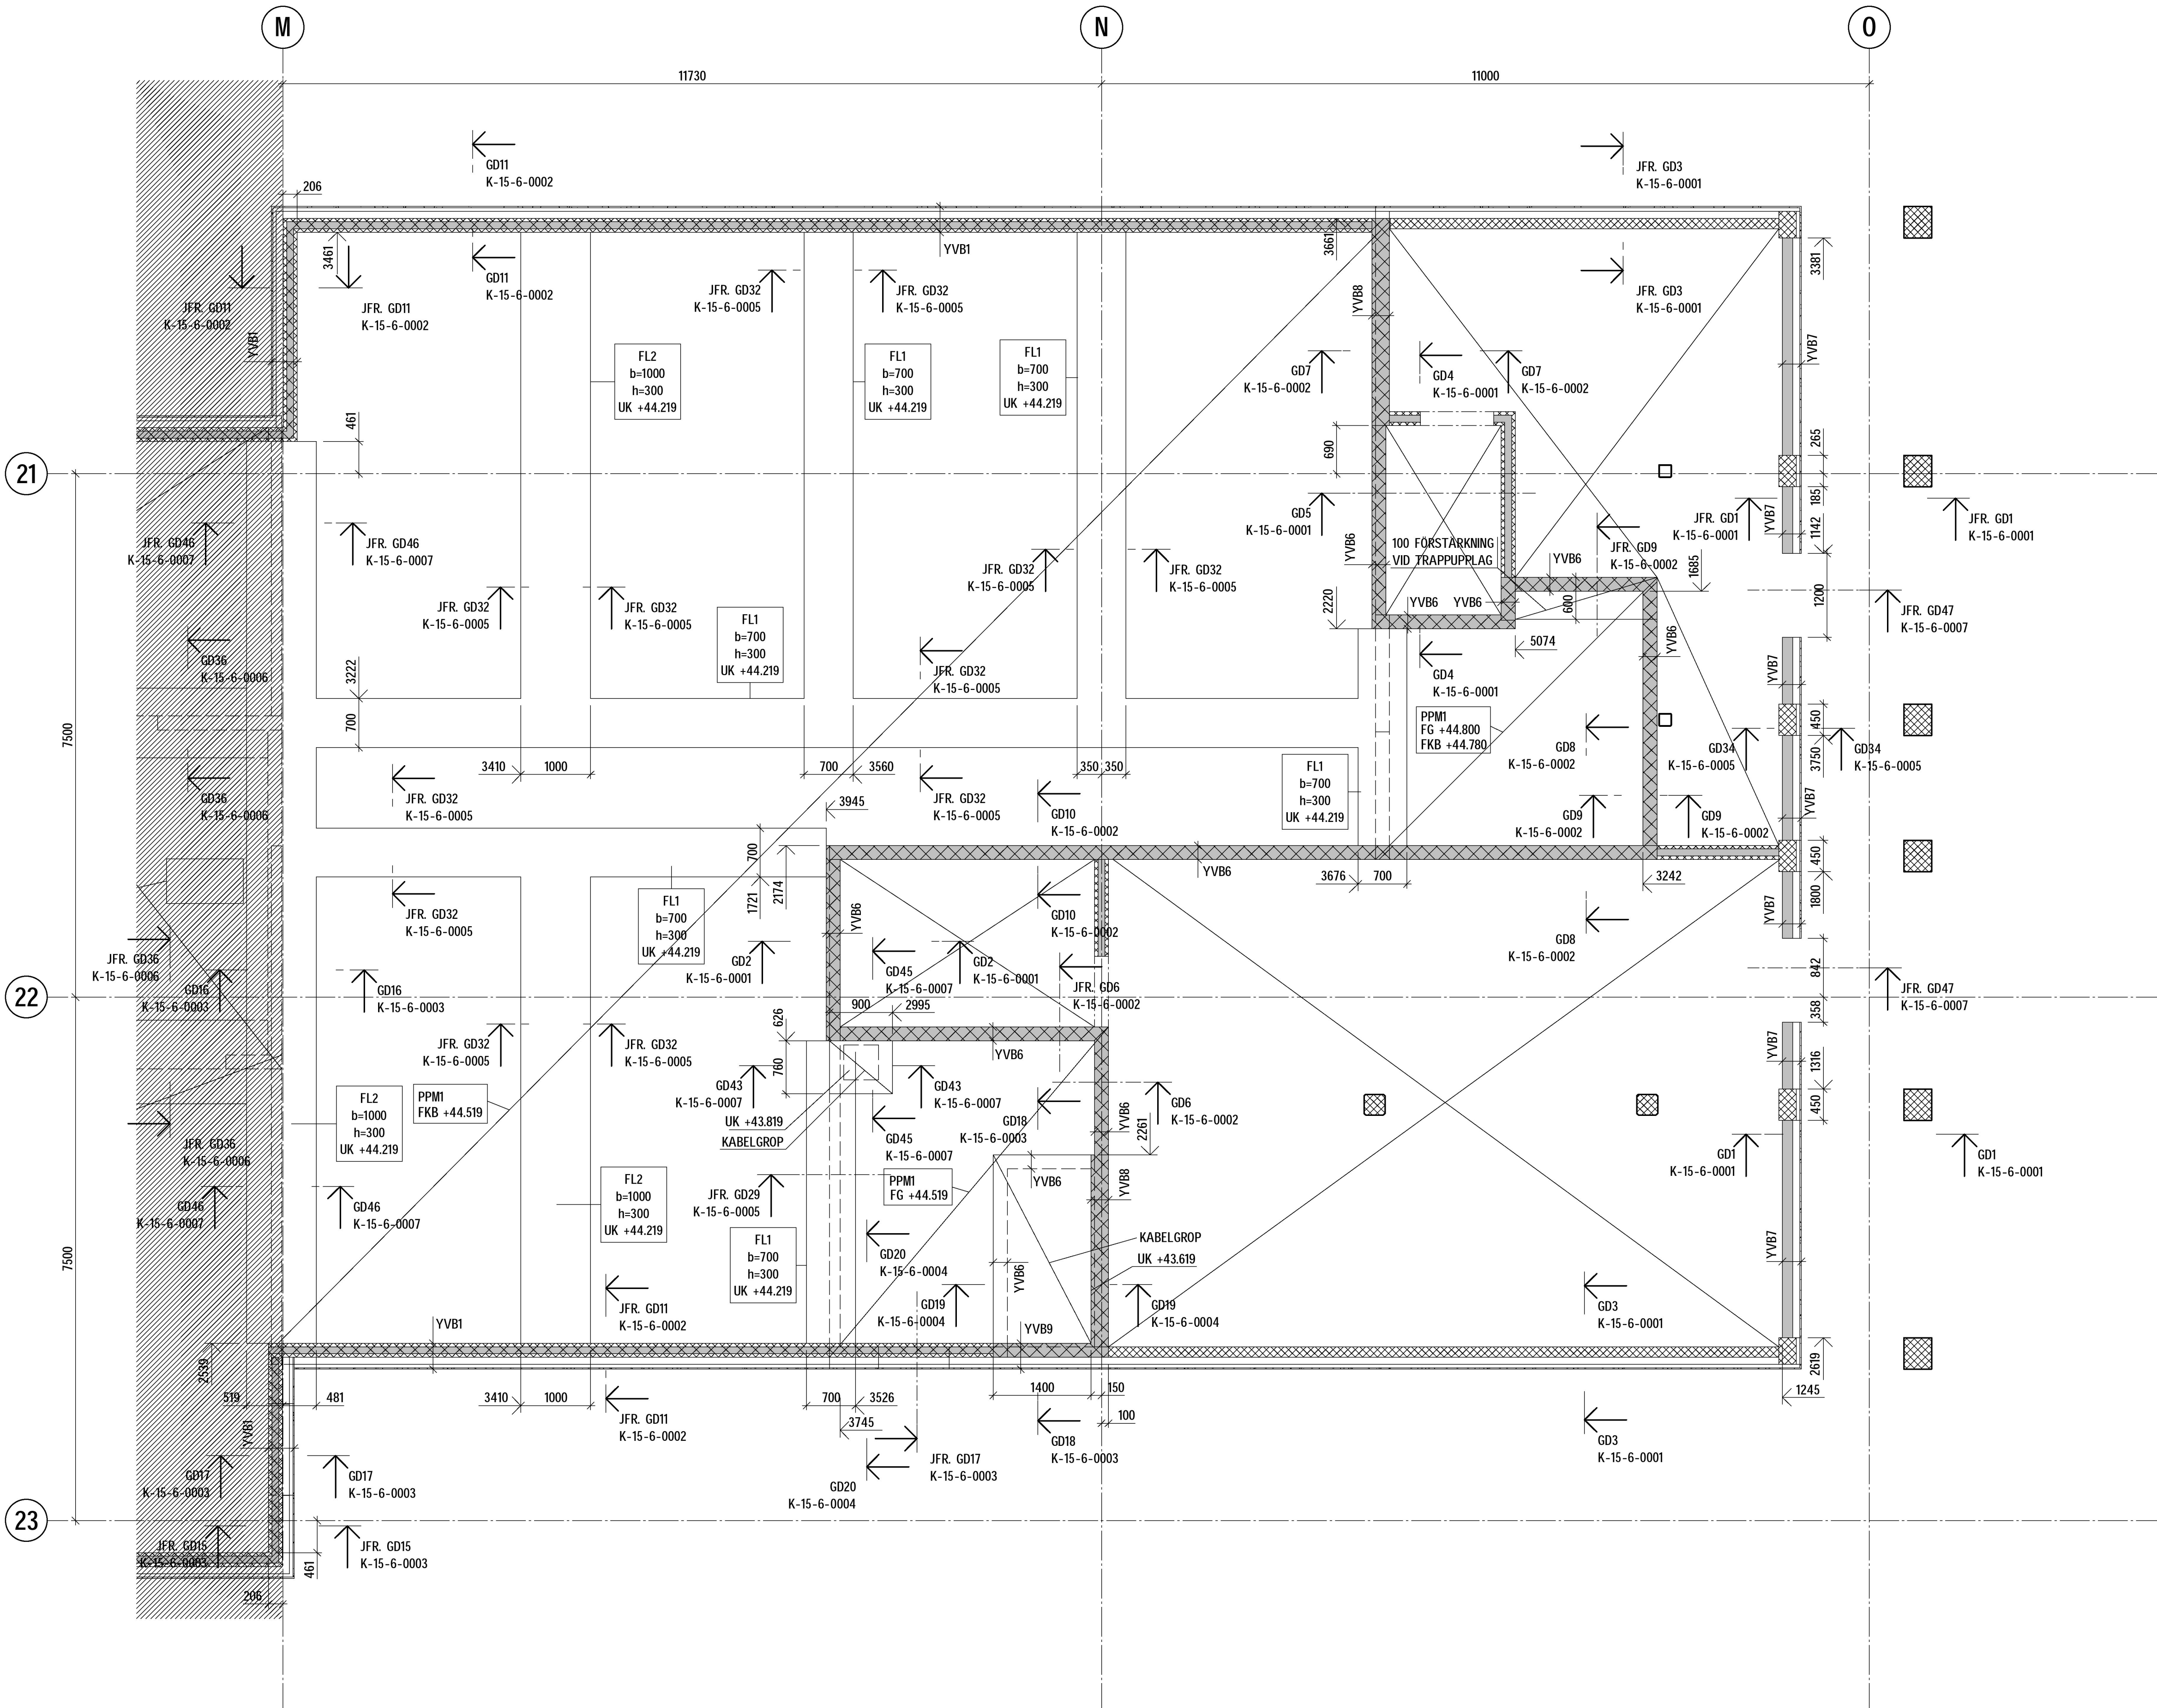 M
N
O
11730
11000
GD11
K-15-6-0002
JFR. GD3
K-15-6-0001
206
3461
YVB1
3661
3381
GD11
K-15-6-0002
JFR. GD3
K-15-6-0001
JFR. GD11
K-15-6-0002
JFR. GD11
K-15-6-0002
YVB1
JFR. GD32
K-15-6-0005
JFR. GD32
K-15-6-0005
YVB8
YVB7
FL2
b=1000
h=300
UK +44.219
FL1
b=700
h=300
UK +44.219
FL1
b=700
h=300
UK +44.219
GD7
K-15-6-0002
GD4
K-15-6-0001
GD7
K-15-6-0002
461
690
265
21
185
1142
YVB7
GD5
K-15-6-0001
JFR. GD1
K-15-6-0001
JFR. GD1
K-15-6-0001
JFR. GD46
K-15-6-0007
JFR. GD46
K-15-6-0007
100 FÖRSTÄRKNING
VID TRAPPUPPLAG
YVB6
YVB6
JFR. GD9
K-15-6-0002
1685
JFR. GD32
K-15-6-0005
JFR. GD32
K-15-6-0005
JFR. GD32
K-15-6-0005
JFR. GD32
K-15-6-0005
2220
YVB6
YVB6
600
1200
JFR. GD47
K-15-6-0007
FL1
b=700
h=300
UK +44.219
5074
YVB6
GD36
K-15-6-0006
3222
JFR. GD32
K-15-6-0005
GD4
K-15-6-0001
YVB7
700
7500
PPM1
FG +44.800
FKB +44.780
GD8
K-15-6-0002
450
3750
GD34
K-15-6-0005
GD34
K-15-6-0005
3410
1000
700
3560
350
350
FL1
b=700
h=300
UK +44.219
GD36
K-15-6-0006
JFR. GD32
K-15-6-0005
3945
JFR. GD32
K-15-6-0005
GD10
K-15-6-0002
GD9
K-15-6-0002
GD9
K-15-6-0002
YVB7
700
2174
1721
YVB6
3676
700
3242
450
1800
YVB7
JFR. GD32
K-15-6-0005
FL1
b=700
h=300
UK +44.219
YVB6
GD10
K-15-6-0002
GD8
K-15-6-0002
JFR. GD36
K-15-6-0006
GD2
K-15-6-0001
GD45
K-15-6-0007
GD2
K-15-6-0001
JFR. GD6
K-15-6-0002
842
GD16
K-15-6-0003
GD16
K-15-6-0003
JFR. GD47
K-15-6-0007
22
900
2995
358
626
JFR. GD32
K-15-6-0005
JFR. GD32
K-15-6-0005
YVB6
YVB7
1316
760
GD43
K-15-6-0007
GD43
K-15-6-0007
FL2
b=1000
h=300
UK +44.219
PPM1
FKB +44.519
UK +43.819
KABELGROP
GD18
K-15-6-0003
YVB6
2261
GD6
K-15-6-0002
450
JFR. GD36
K-15-6-0006
GD45
K-15-6-0007
GD1
K-15-6-0001
GD1
K-15-6-0001
FL2
b=1000
h=300
UK +44.219
JFR. GD29
K-15-6-0005
PPM1
FG +44.519
YVB6
YVB8
GD46
K-15-6-0007
GD46
K-15-6-0007
7500
FL1
b=700
h=300
UK +44.219
GD20
K-15-6-0004
KABELGROP
UK +43.619
YVB7
YVB6
JFR. GD11
K-15-6-0002
GD19
K-15-6-0004
GD19
K-15-6-0004
GD3
K-15-6-0001
YVB1
YVB9
2539
2619
519
481
3410
1000
700
3526
1400
150
1245
YVB1
JFR. GD11
K-15-6-0002
3745
100
GD18
K-15-6-0003
GD3
K-15-6-0001
JFR. GD17
K-15-6-0003
GD17
K-15-6-0003
GD17
K-15-6-0003
GD20
K-15-6-0004
23
JFR. GD15
K-15-6-0003
JFR. GD15
K-15-6-0003
461
206